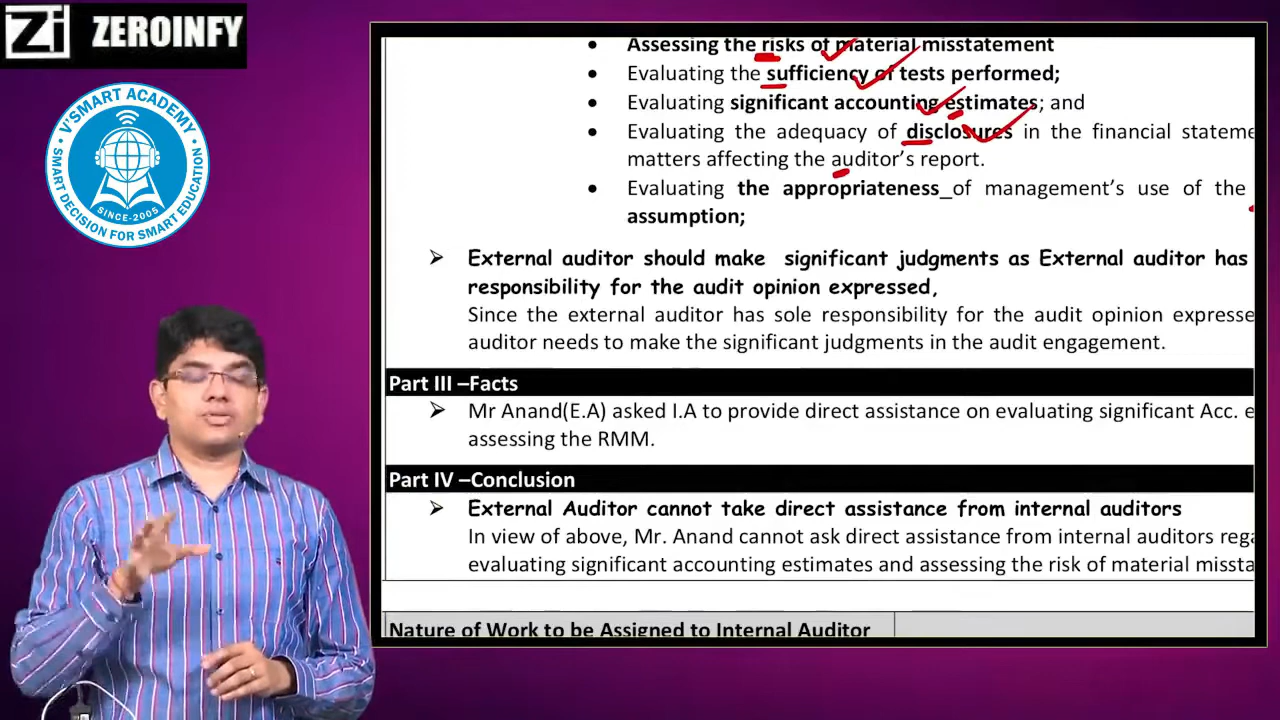 Zi ZEROINFY
V'SMART ACADEMY
SINCE-2005
SMART DECISION FOR SMART EDUCATION
• Assessing the risks of material misstatement
• Evaluating the sufficiency of tests performed;
• Evaluating significant accounting estimates; and
• Evaluating the adequacy of disclosures in the financial stateme
matters affecting the auditor's report.
• Evaluating the appropriateness_of management's use of the
assumption;
➢ External auditor should make significant judgments as External auditor has
responsibility for the audit opinion expressed,
Since the external auditor has sole responsibility for the audit opinion expresse
auditor needs to make the significant judgments in the audit engagement.
Part III –Facts
➢ Mr Anand(E.A) asked I.A to provide direct assistance on evaluating significant Acc. e
assessing the RMM.
Part IV –Conclusion
➢ External Auditor cannot take direct assistance from internal auditors
In view of above, Mr. Anand cannot ask direct assistance from internal auditors rega
evaluating significant accounting estimates and assessing the risk of material missta
Nature of Work to be Assigned to Internal Auditor